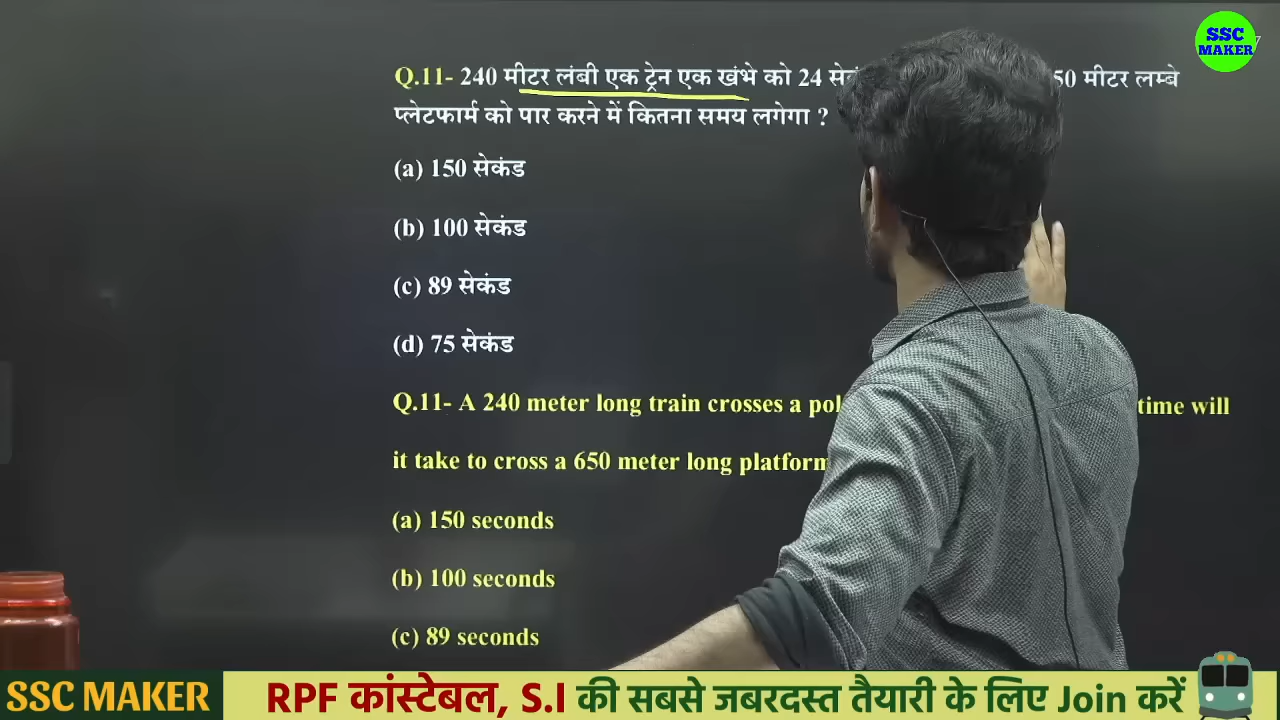 SSC
MAKER
Q.11- 240 मीटर लंबी एक ट्रेन एक खंभे को 24 50 मीटर लम्बे
प्लेटफार्म को पार करने में कितना समय लगेगा ?
(a) 150 सेकंड
(b) 100 सेकंड
(c) 89 सेकंड
(d) 75 सेकंड
Q.11- A 240 meter long train crosses a time will
it take to cross a 650 meter long platform
(a) 150 seconds
(b) 100 seconds
(c) 89 seconds
SSC MAKER RPF कांस्टेबल, S.I की सबसे जबरदस्त तैयारी के लिए Join करें